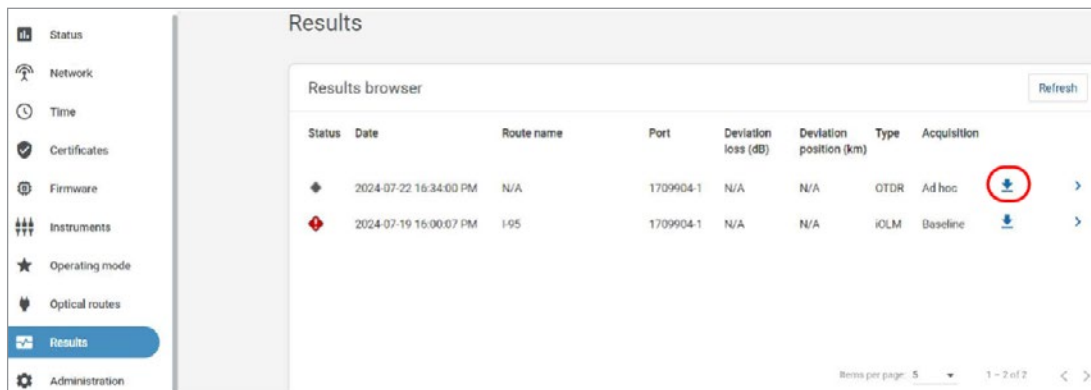 Results
Status
Network
Time
Certificates
Firmware
Instruments
Operating mode
Optical routes
Results
Administration
Results browser
Refresh
Status Date Route name Port Deviation loss (dB) Deviation position (km) Type Acquisition
2024-07-22 16:34:00 PM N/A 1709904-1 N/A N/A OTDR Ad hoc
2024-07-19 16:00:07 PM I-95 1709904-1 N/A N/A iOLM Baseline
Items per page: 5 1 – 2 of 2